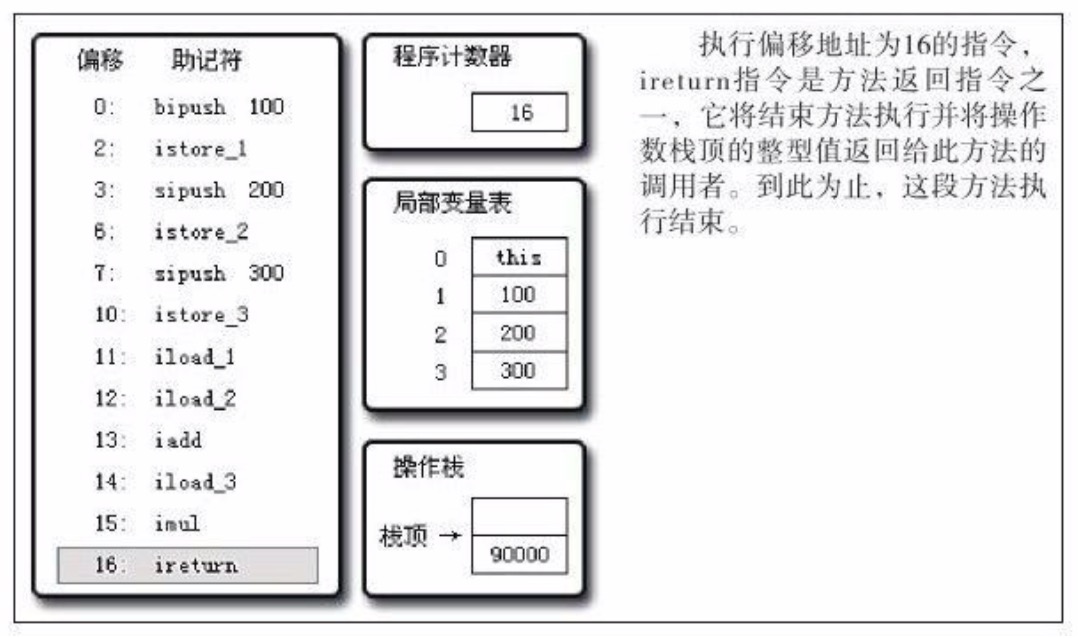 偏移 助记符
0: bipush 100
2: istore_1
3: sipush 200
6: istore_2
7: sipush 300
10: istore_3
11: iload_1
12: iload_2
13: iadd
14: iload_3
15: imul
16: ireturn
程序计数器
16
局部变量表
0 this
1 100
2 200
3 300
操作栈
栈顶 →
90000
执行偏移地址为16的指令，
ireturn指令是方法返回指令之
一，它将结束方法执行并将操作
数栈顶的整型值返回给此方法的
调用者。到此为止，这段方法执
行结束。